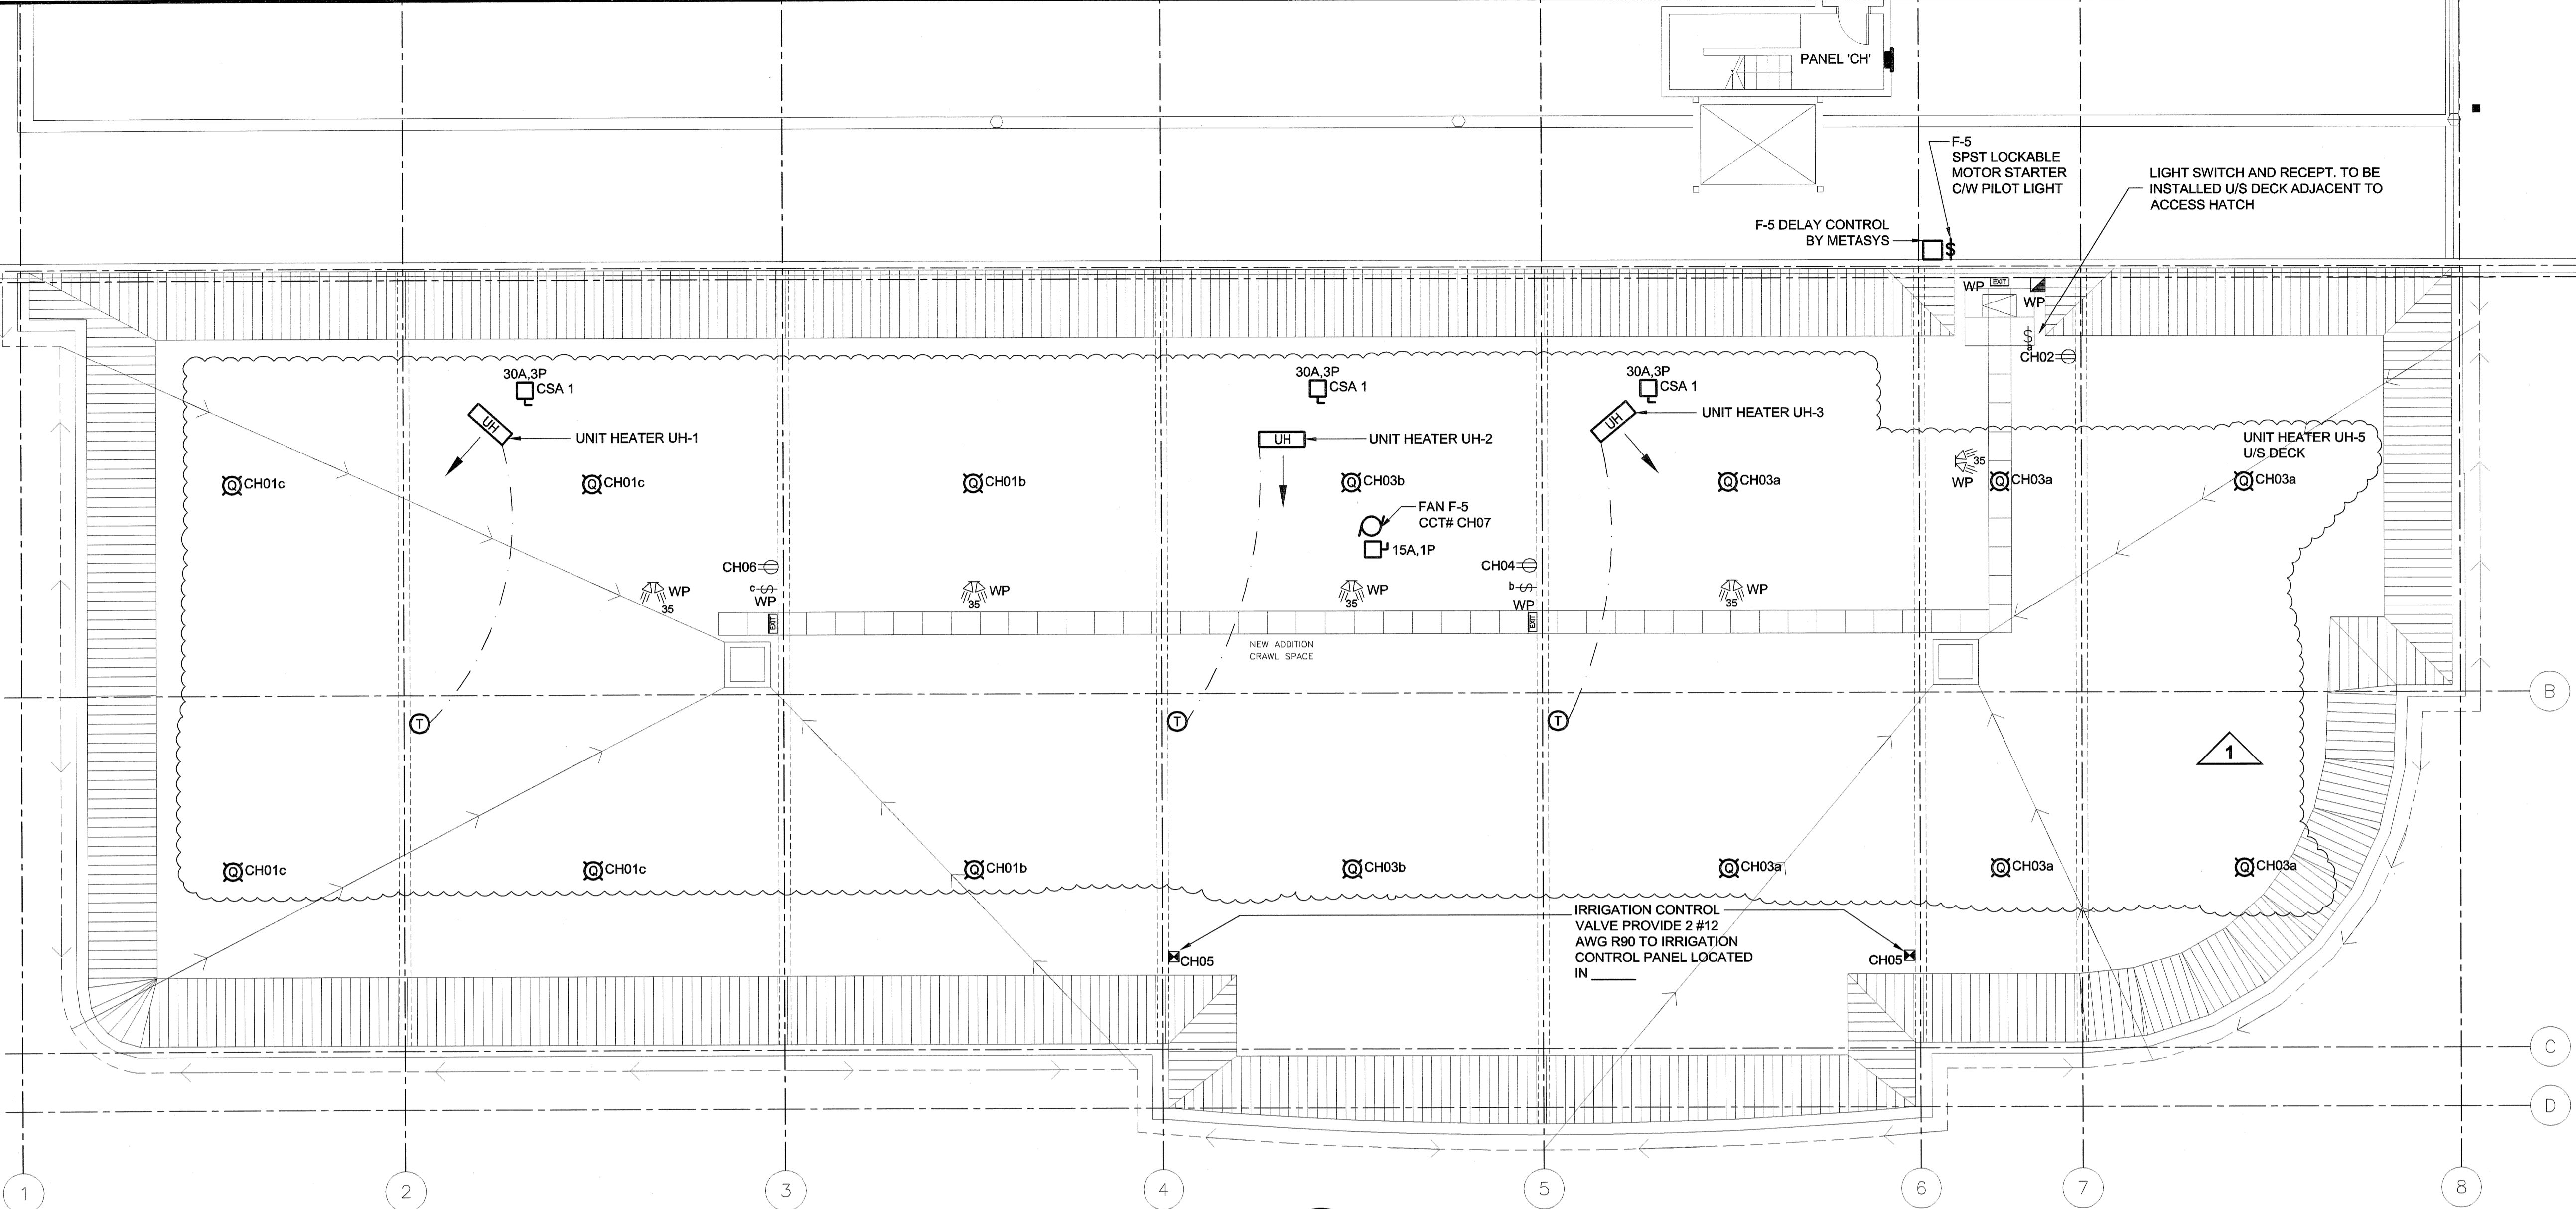 PANEL 'CH'
F-5
SPST LOCKABLE
MOTOR STARTER
C/W PILOT LIGHT
LIGHT SWITCH AND RECEPT. TO BE
INSTALLED U/S DECK ADJACENT TO
ACCESS HATCH
F-5 DELAY CONTROL
BY METASYS
$
WP
EXIT
WP
$
a
CH02
30A,3P
CSA 1
30A,3P
CSA 1
30A,3P
CSA 1
UH
UNIT HEATER UH-1
UH
UNIT HEATER UH-2
UH
UNIT HEATER UH-3
UNIT HEATER UH-5
U/S DECK
35
WP
Q CH01c
Q CH01c
Q CH01b
Q CH03b
Q CH03a
Q CH03a
Q CH03a
FAN F-5
CCT# CH07
15A,1P
CH06
c $
WP
EXIT
CH04
b $
WP
EXIT
WP
35
WP
35
WP
35
WP
35
NEW ADDITION
CRAWL SPACE
T
T
T
B
1
Q CH01c
Q CH01c
Q CH01b
Q CH03b
Q CH03a
Q CH03a
Q CH03a
IRRIGATION CONTROL
VALVE PROVIDE 2 #12
AWG R90 TO IRRIGATION
CONTROL PANEL LOCATED
IN ______
CH05
CH05
C
D
1
2
3
4
5
6
7
8